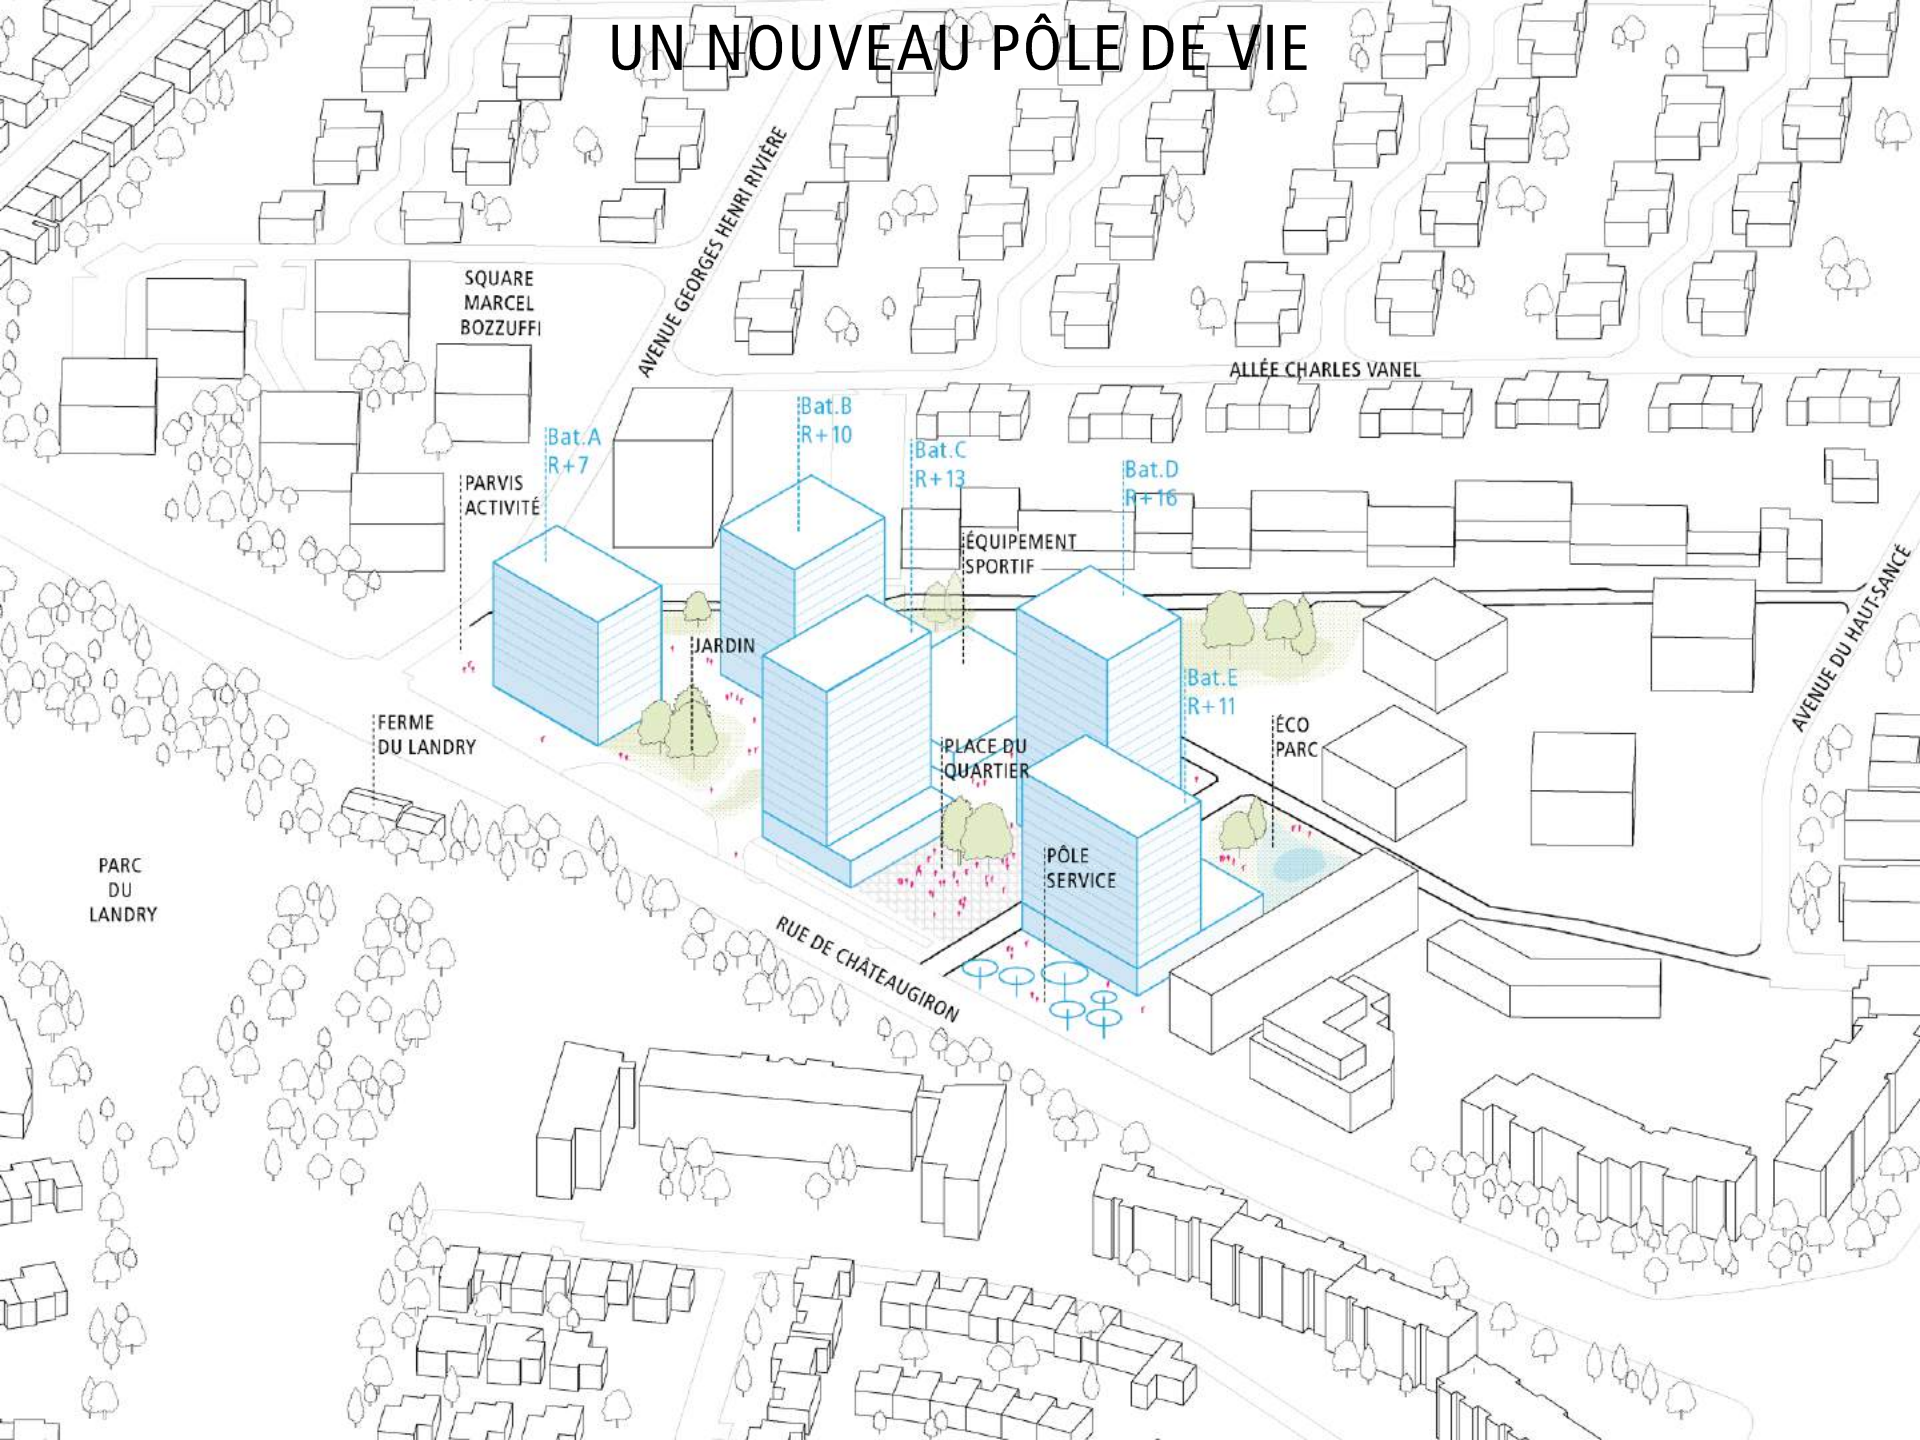 UN NOUVEAU PÔLE DE VIE
AVENUE GEORGES HENRI RIVIÈRE
SQUARE
MARCEL
BOZZUFFI
ALLÉE CHARLES VANEL
Bat.A
R+7
Bat.B
R+10
Bat.C
R+13
Bat.D
R+16
PARVIS
ACTIVITÉ
ÉQUIPEMENT
SPORTIF
AVENUE DU HAUT-SANCÉ
JARDIN
Bat.E
R+11
FERME
DU LANDRY
PLACE DU
QUARTIER
ÉCO
PARC
PARC
DU
LANDRY
PÔLE
SERVICE
RUE DE CHÂTEAUGIRON